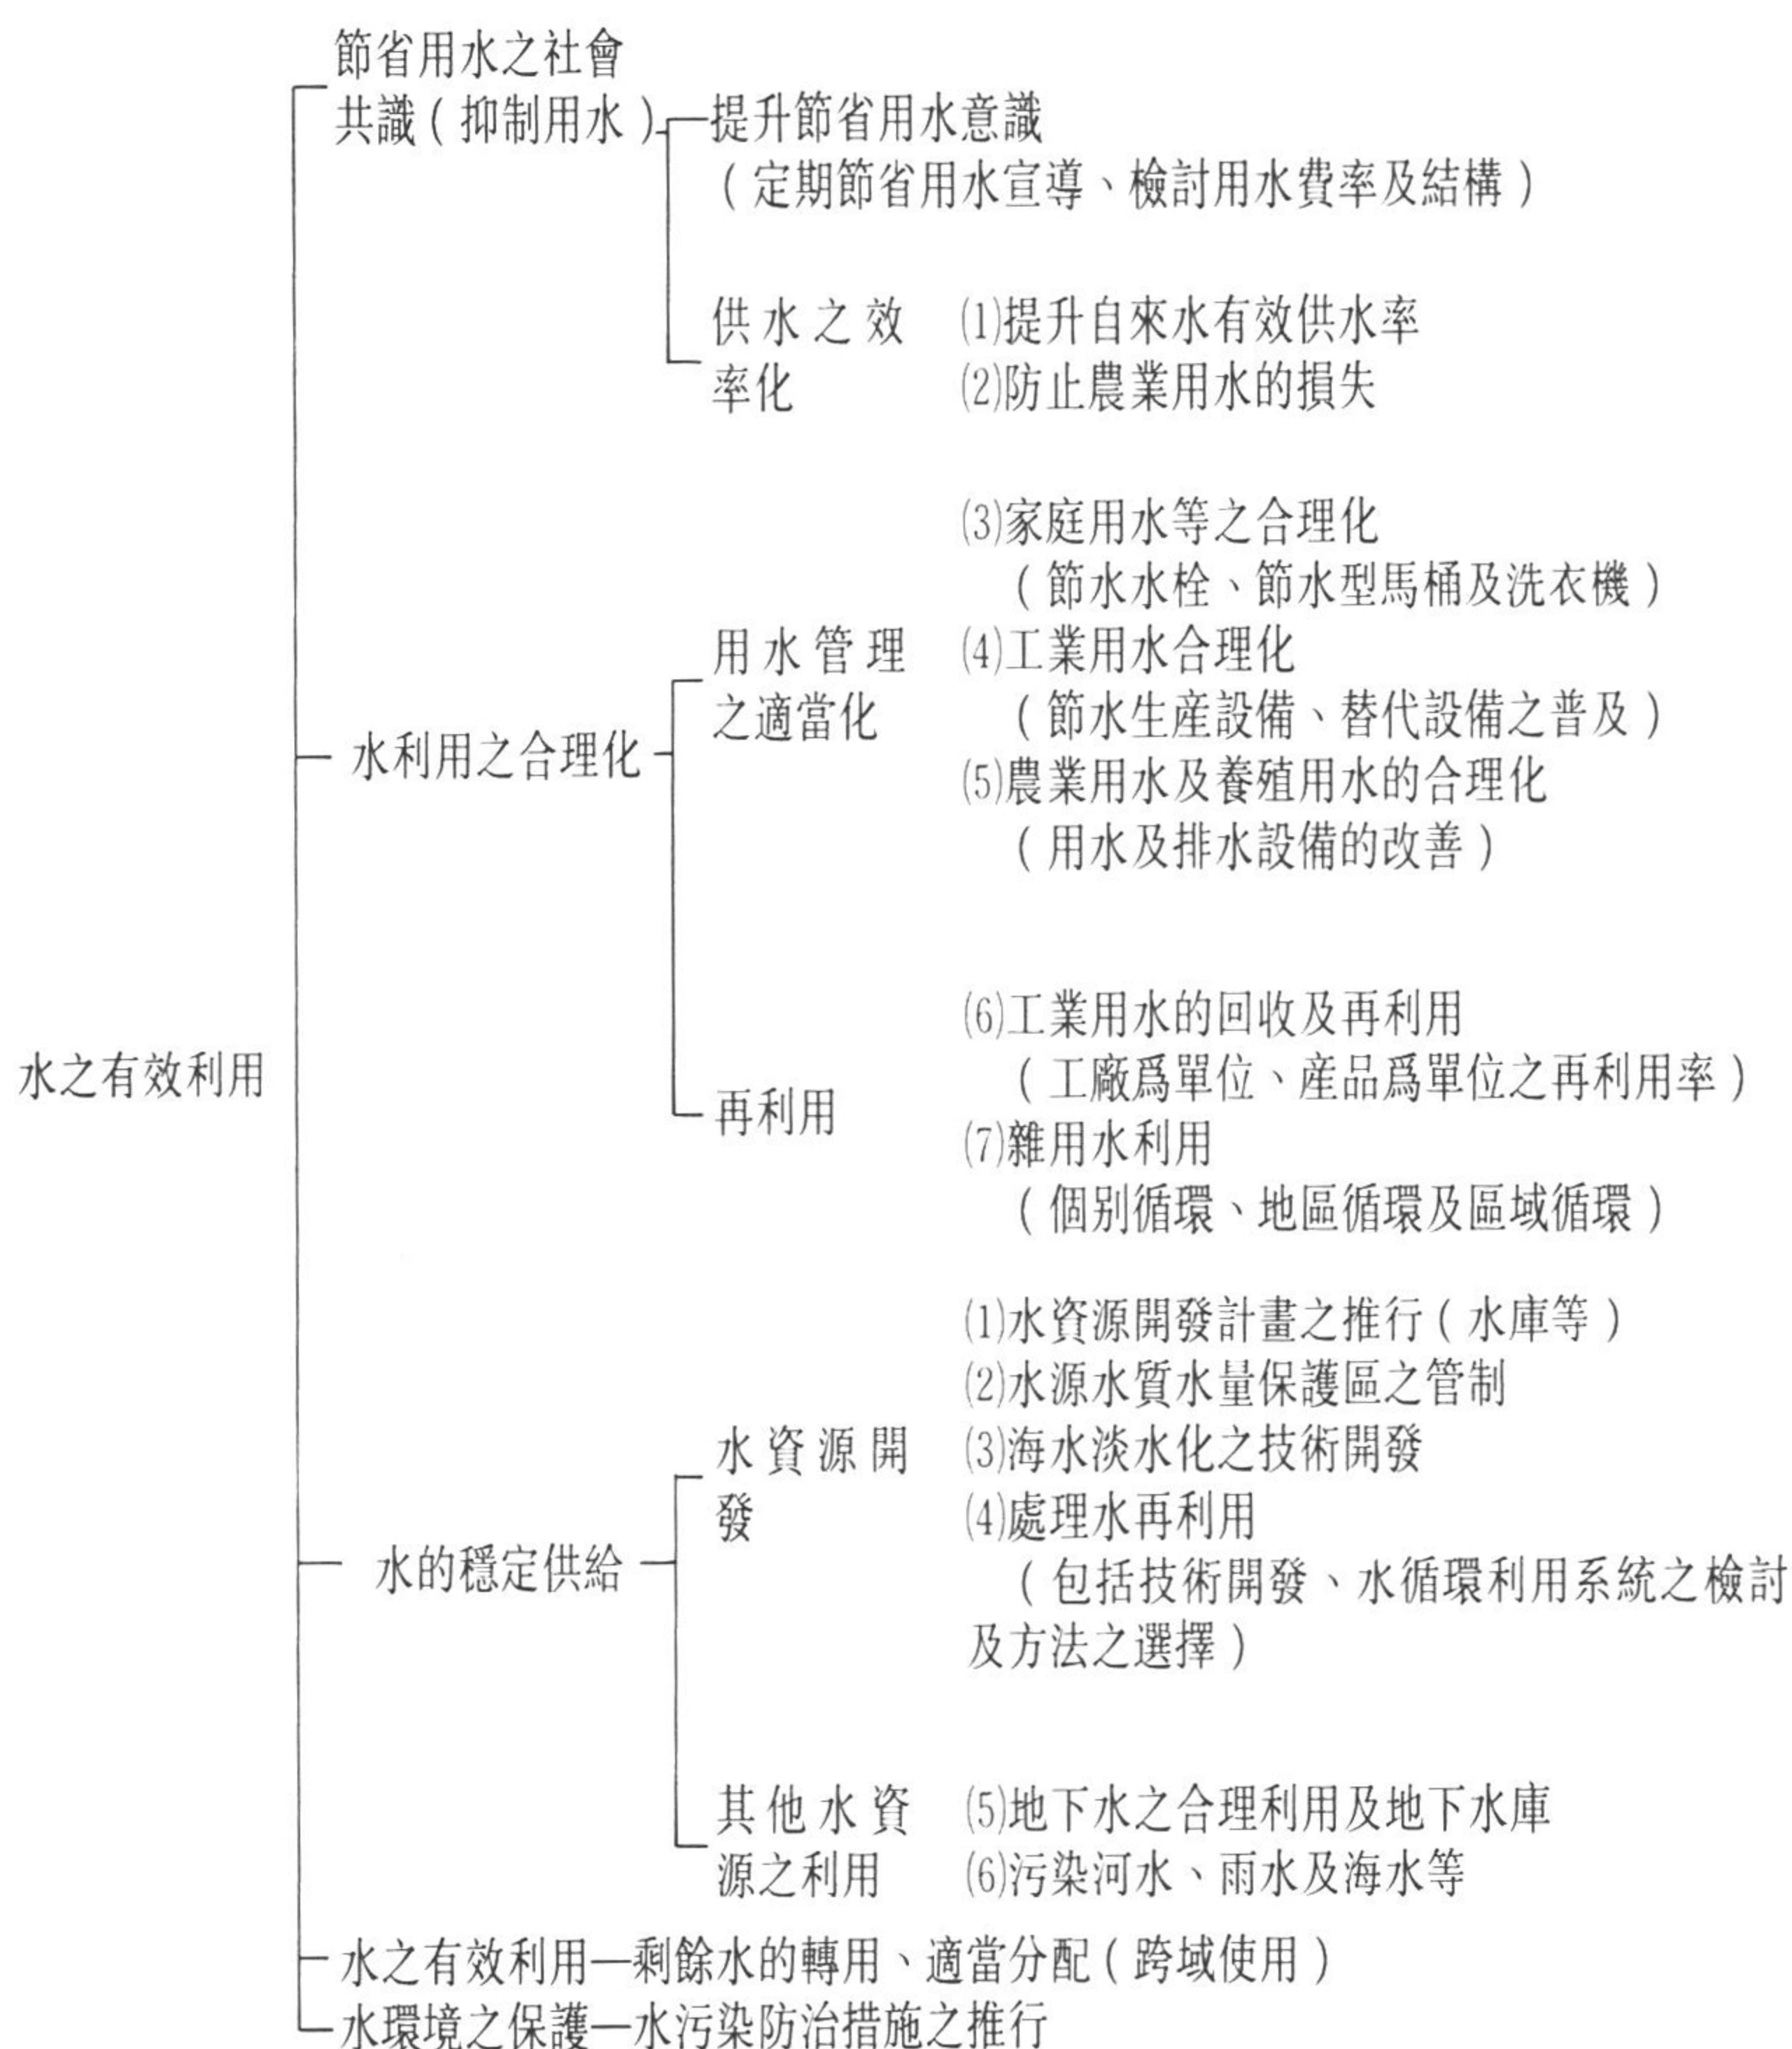 節省用水之社會
共識（抑制用水）
提升節省用水意識
（定期節省用水宣導、檢討用水費率及結構）
供水之效
率化
⑴提升自來水有效供水率
⑵防止農業用水的損失
水利用之合理化
用水管理
之適當化
⑶家庭用水等之合理化
（節水水栓、節水型馬桶及洗衣機）
⑷工業用水合理化
（節水生產設備、替代設備之普及）
⑸農業用水及養殖用水的合理化
（用水及排水設備的改善）
再利用
⑹工業用水的回收及再利用
（工廠爲單位、產品爲單位之再利用率）
⑺雜用水利用
（個別循環、地區循環及區域循環）
水之有效利用
水的穩定供給
水資源開
發
⑴水資源開發計畫之推行（水庫等）
⑵水源水質水量保護區之管制
⑶海水淡水化之技術開發
⑷處理水再利用
（包括技術開發、水循環利用系統之檢討
及方法之選擇）
其他水資
源之利用
⑸地下水之合理利用及地下水庫
⑹污染河水、雨水及海水等
水之有效利用—剩餘水的轉用、適當分配（跨域使用）
水環境之保護—水污染防治措施之推行